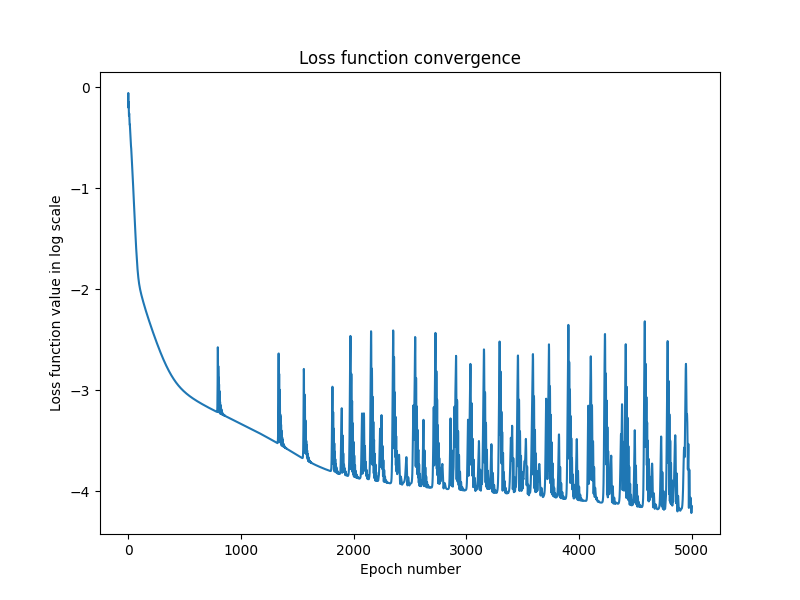 Loss function convergence
0
−1
−2
−3
−4
Loss function value in log scale
0 1000 2000 3000 4000 5000
Epoch number